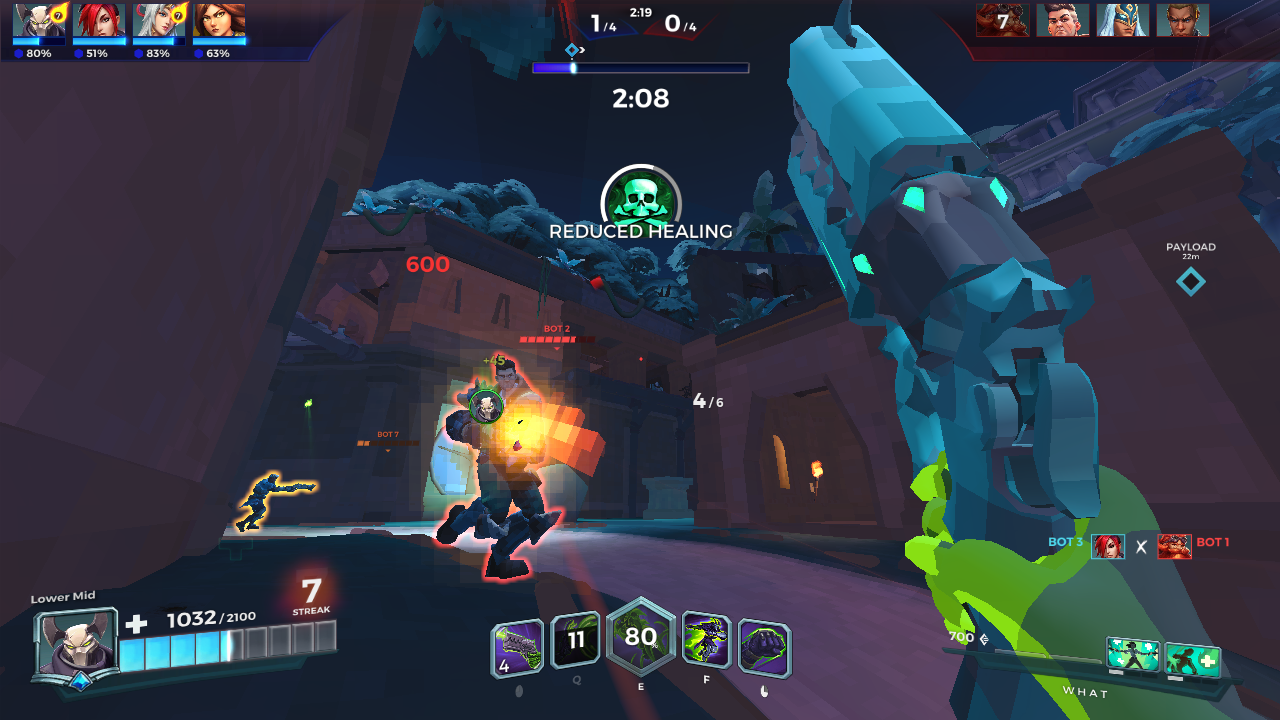 7
7
80%
51%
83%
63%
1/4
2:19
0/4
7
2:08
REDUCED HEALING
600
PAYLOAD
22m
BOT 2
+45
4/6
BOT 7
BOT 3
X
BOT 1
Lower Mid
1032/2100
7
STREAK
4
11
80%
Q
E
F
700
WHAT